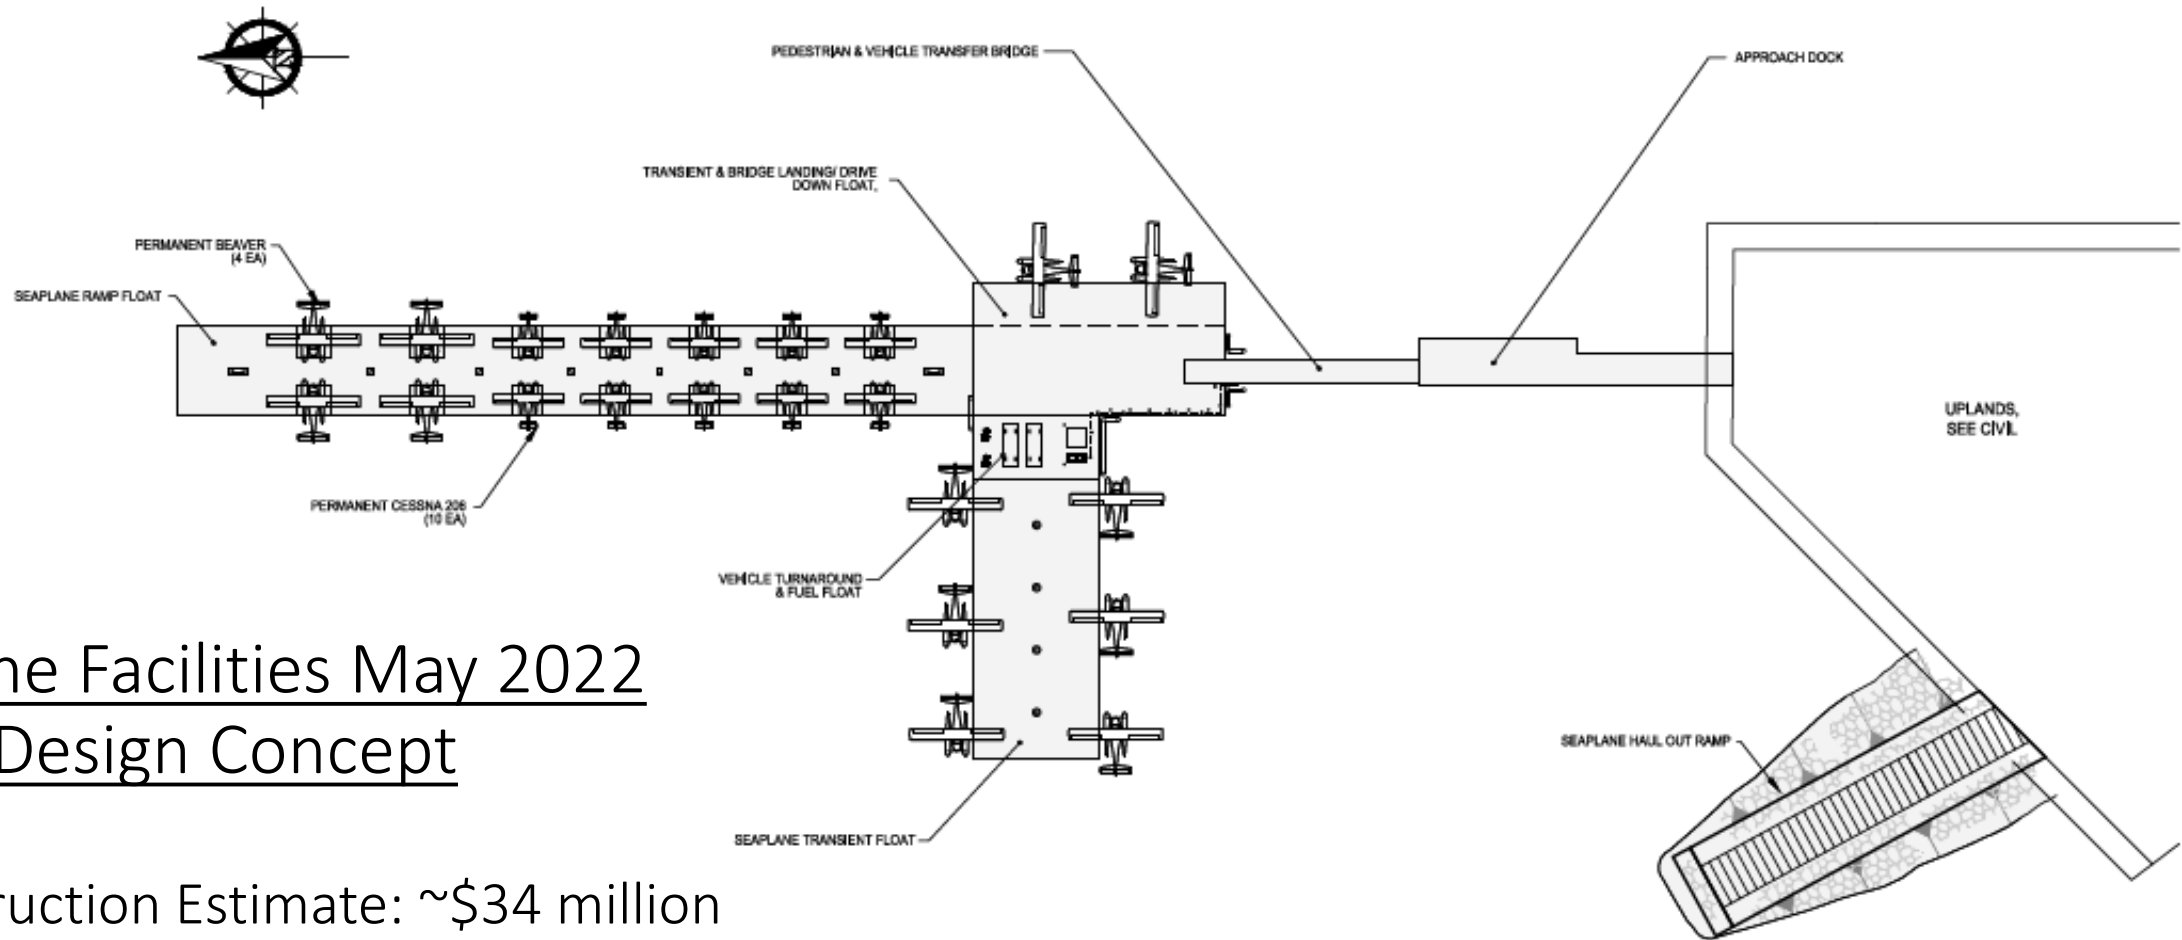 PEDESTRIAN & VEHICLE TRANSFER BRIDGE
APPROACH DOCK
TRANSIENT & BRIDGE LANDING/ DRIVE
DOWN FLOAT,
PERMANENT BEAVER
(4 EA)
SEAPLANE RAMP FLOAT
UPLANDS,
SEE CIVIL
PERMANENT CESSNA 206
(10 EA)
VEHICLE TURNAROUND
& FUEL FLOAT
ne Facilities May 2022
Design Concept
SEAPLANE HAUL OUT RAMP
SEAPLANE TRANSIENT FLOAT
ruction Estimate: ~$34 million